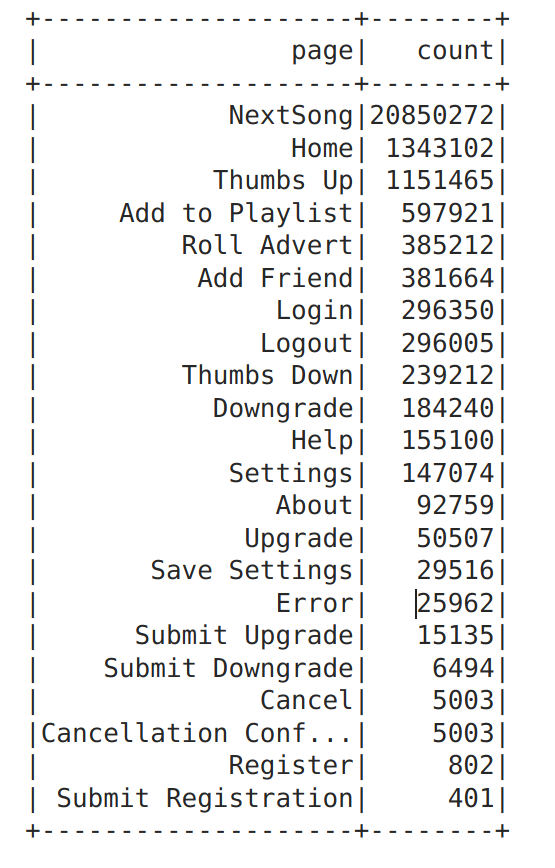 +--------------------+--------+
|                page|   count|
+--------------------+--------+
|            NextSong|20850272|
|                Home| 1343102|
|           Thumbs Up| 1151465|
|     Add to Playlist|  597921|
|         Roll Advert|  385212|
|          Add Friend|  381664|
|               Login|  296350|
|              Logout|  296005|
|         Thumbs Down|  239212|
|           Downgrade|  184240|
|                Help|  155100|
|            Settings|  147074|
|               About|   92759|
|             Upgrade|   50507|
|       Save Settings|   29516|
|               Error|   25962|
|      Submit Upgrade|   15135|
|    Submit Downgrade|    6494|
|              Cancel|    5003|
|Cancellation Conf...|    5003|
|            Register|     802|
| Submit Registration|     401|
+--------------------+--------+